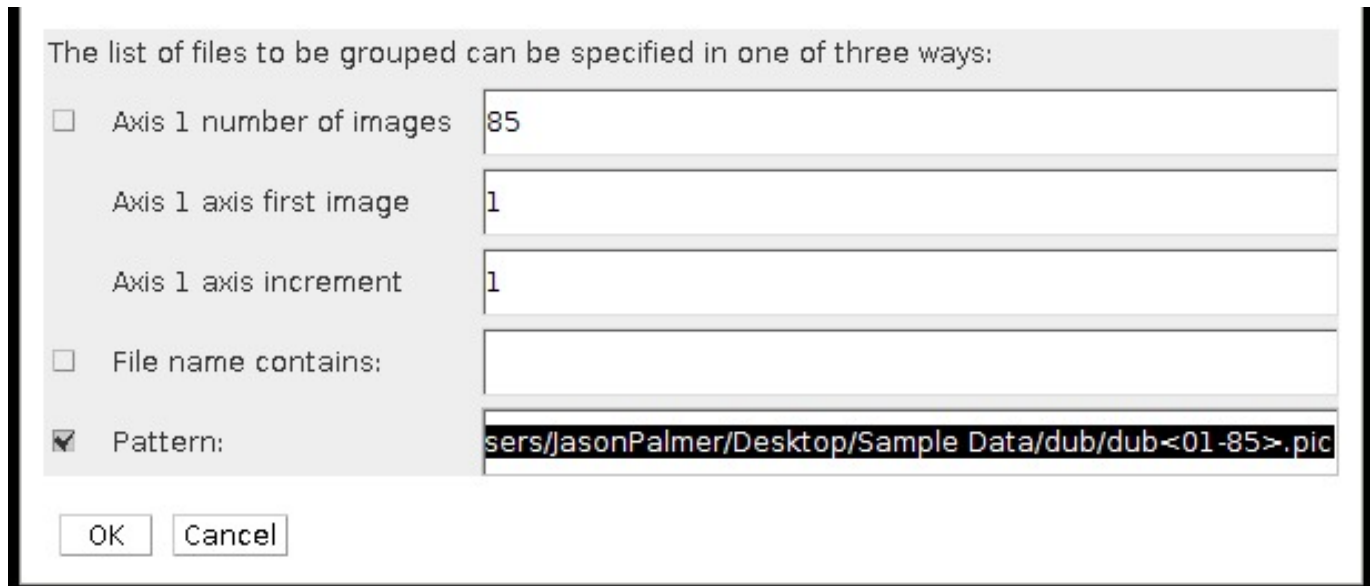 The list of files to be grouped can be specified in one of three ways:
Axis 1 number of images 85
Axis 1 axis first image 1
Axis 1 axis increment 1
File name contains:
Pattern: sers/JasonPalmer/Desktop/Sample Data/dub/dub<01-85>.pic
OK Cancel